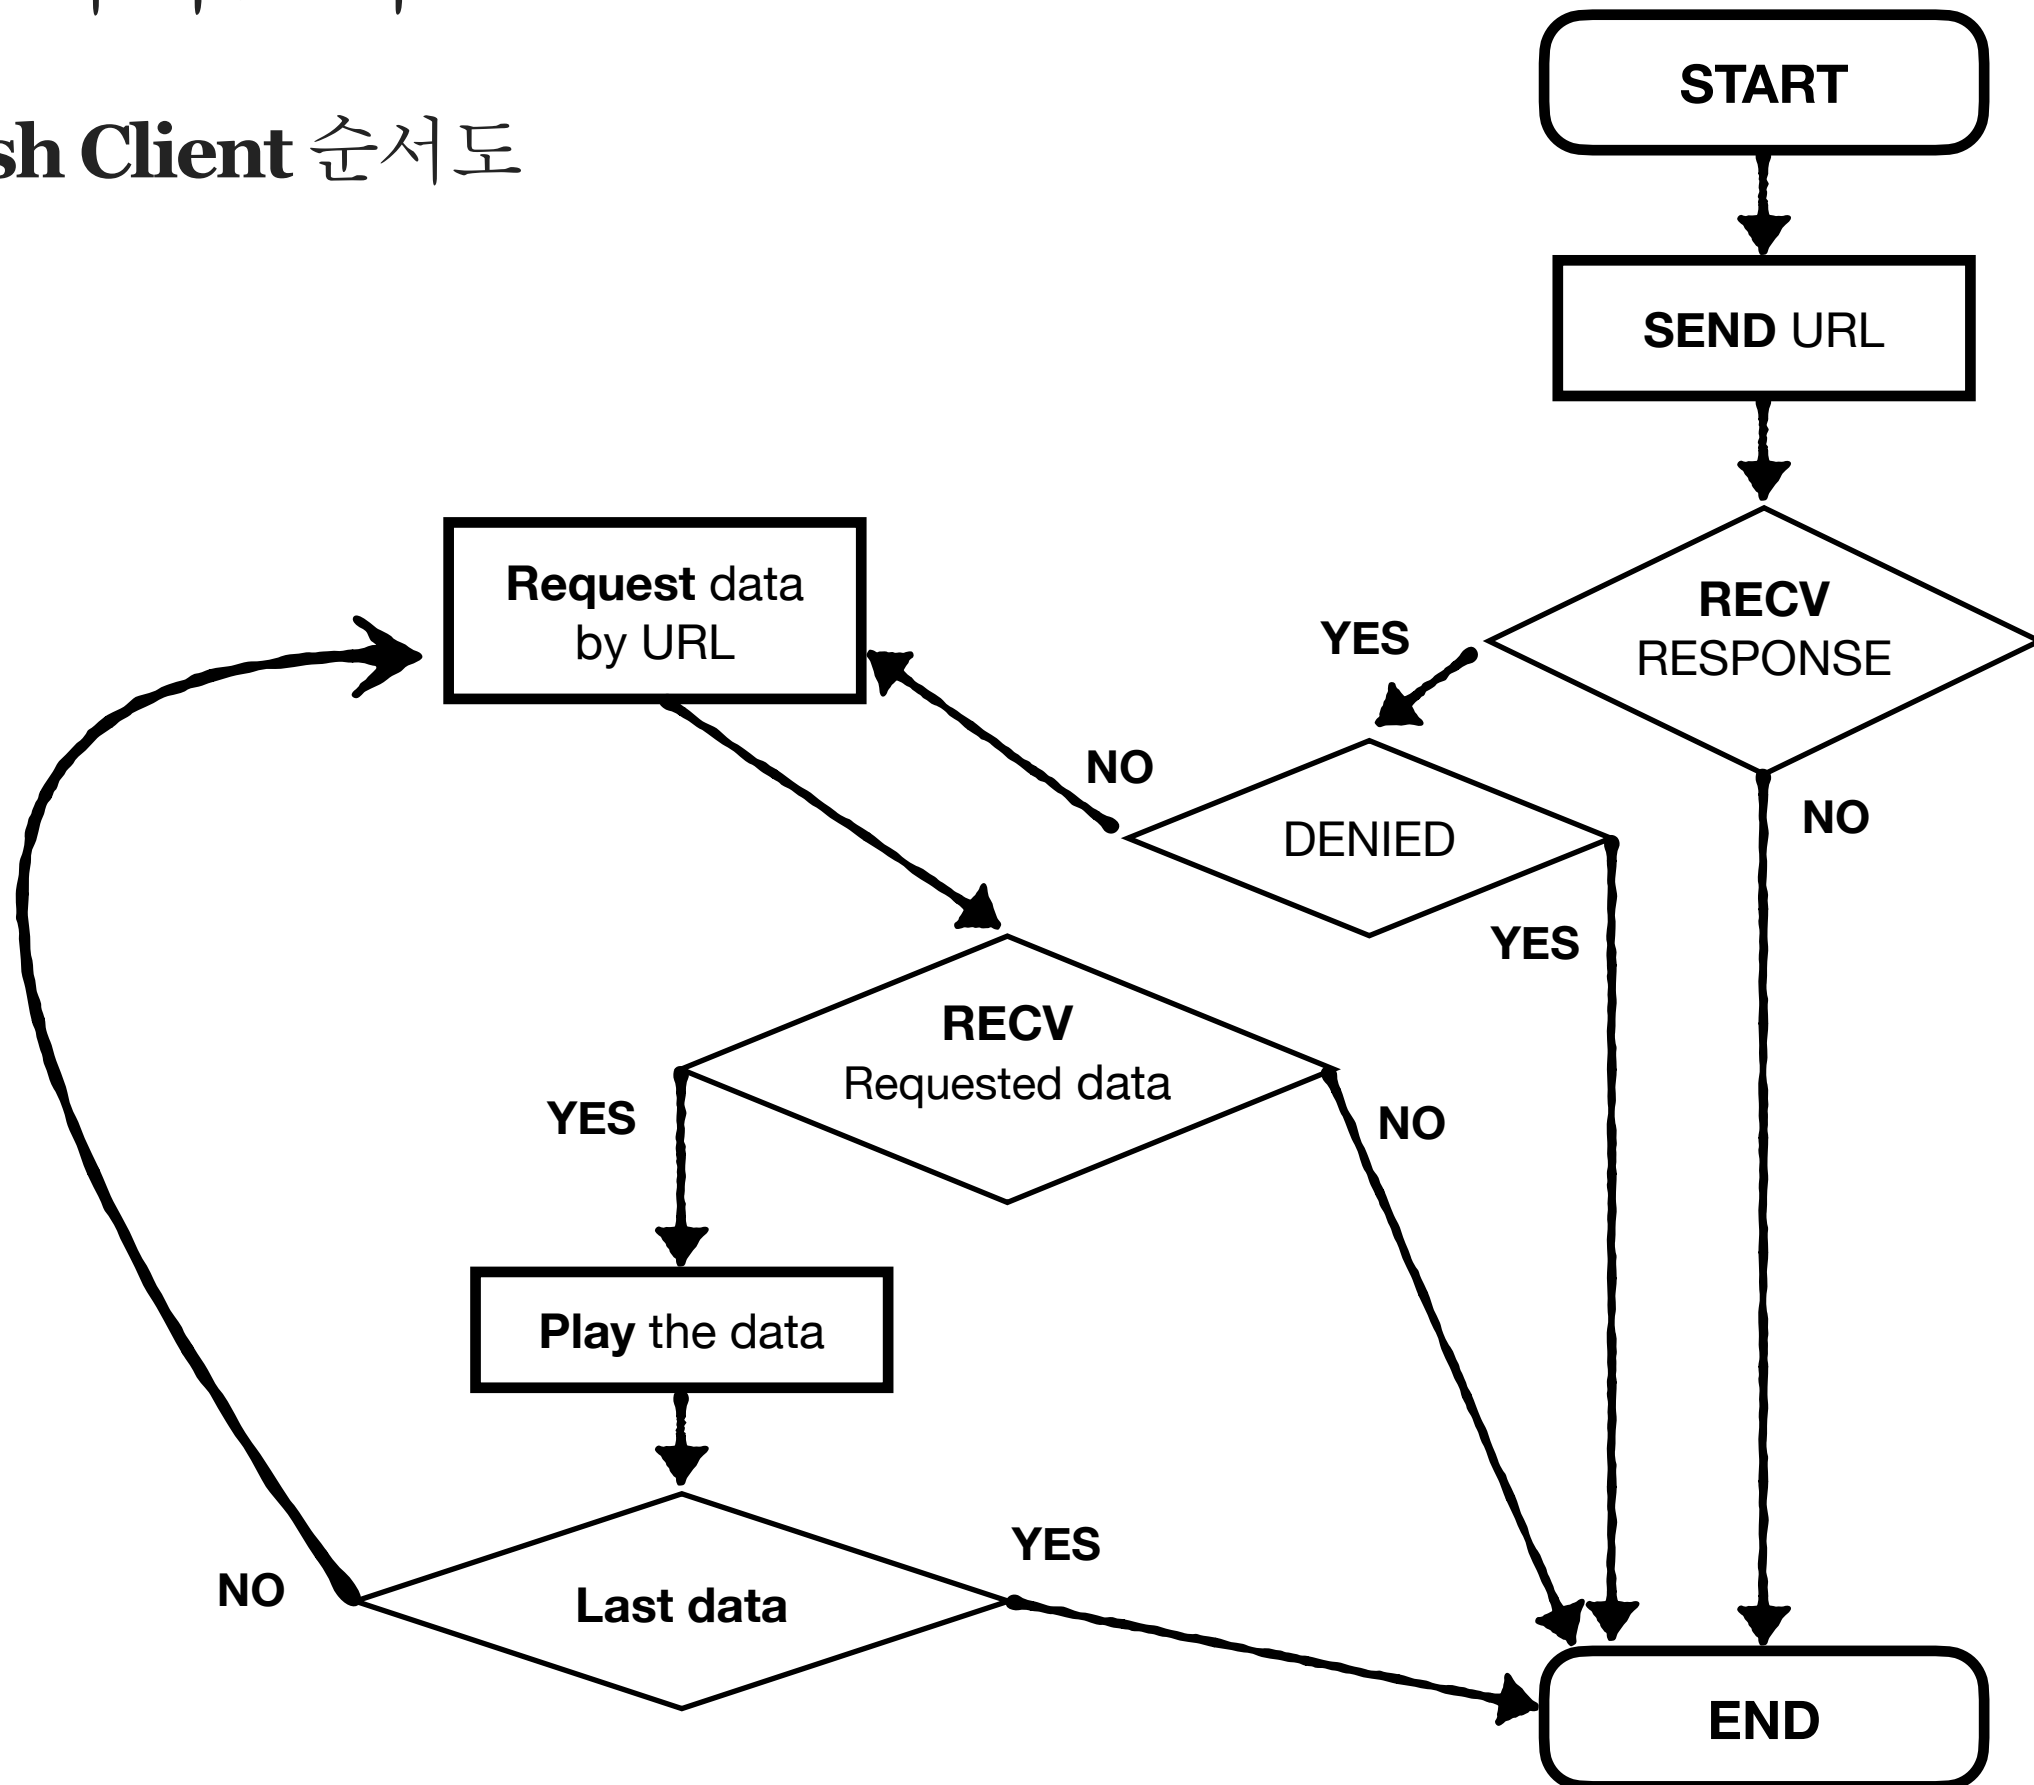 Client 순서도
START
SEND URL
RECV
RESPONSE
YES
NO
DENIED
NO
YES
Request data
by URL
RECV
Requested data
YES
NO
Play the data
Last data
NO
YES
END